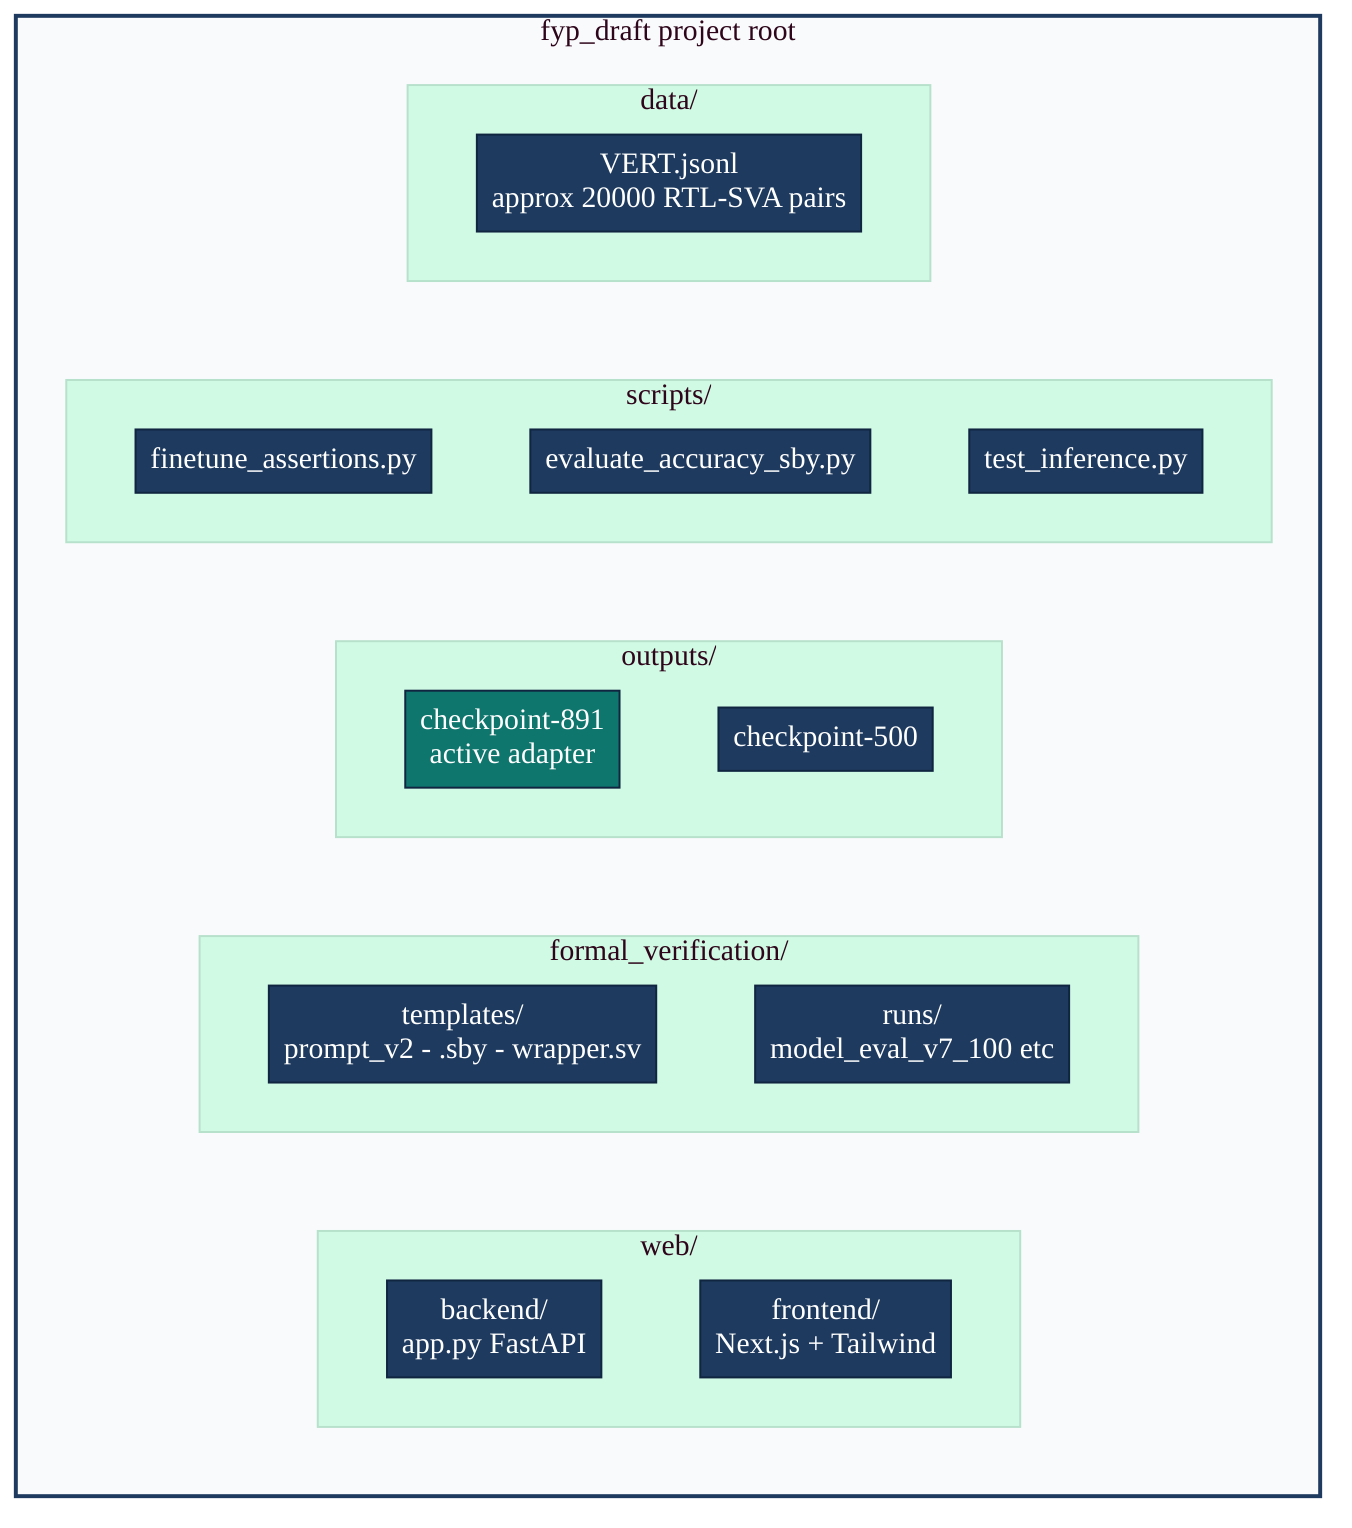 fyp_draft project root
data/
VERT.jsonl
approx 20000 RTL-SVA pairs
scripts/
finetune_assertions.py
evaluate_accuracy_sby.py
test_inference.py
outputs/
checkpoint-891
active adapter
checkpoint-500
formal_verification/
templates/
prompt_v2 - .sby - wrapper.sv
runs/
model_eval_v7_100 etc
web/
backend/
app.py FastAPI
frontend/
Next.js + Tailwind